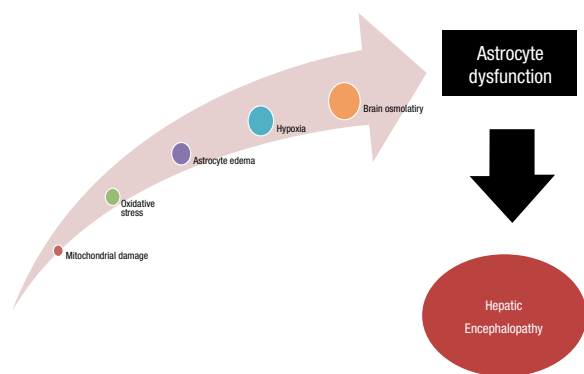 Astrocyte
dysfunction
Brain osmolatiry
Hypoxia
Astrocyte edema
Oxidative
stress
Mitochondrial damage
Hepatic
Encephalopathy